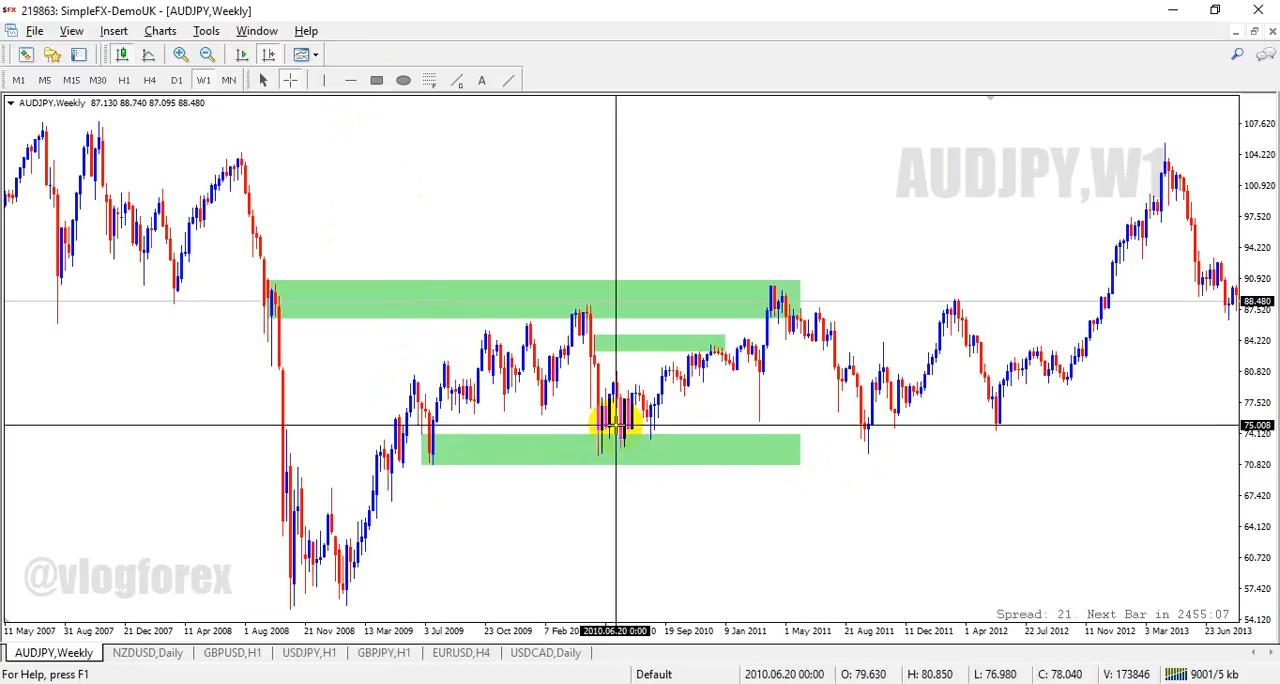 219863: SimpleFX-DemoUK - [AUDJPY,Weekly]
File View Insert Charts Tools Window Help
M1 M5 M15 M30 H1 H4 D1 W1 MN A
AUDJPY,Weekly 87.130 88.740 87.095 88.480
AUDJPY,W1
107.620
104.220
100.920
97.520
94.220
90.920
88.480
87.520
84.220
80.820
77.520
75.008
74.120
70.820
67.420
64.120
60.720
57.420
54.120
@vlogforex
Spread: 21 Next Bar in 2455:07
11 May 2007 31 Aug 2007 21 Dec 2007 11 Apr 2008 1 Aug 2008 21 Nov 2008 13 Mar 2009 3 Jul 2009 23 Oct 2009 7 Feb 20 2010.06.20 0:00 0 19 Sep 2010 9 Jan 2011 1 May 2011 21 Aug 2011 11 Dec 2011 1 Apr 2012 22 Jul 2012 11 Nov 2012 3 Mar 2013 23 Jun 2013
AUDJPY,Weekly NZDUSD,Daily GBPUSD,H1 USDJPY,H1 GBPJPY,H1 EURUSD,H4 USDCAD,Daily
For Help, press F1 Default 2010.06.20 00:00 O: 79.630 H: 80.850 L: 76.980 C: 78.040 V: 173846 9001/5 kb